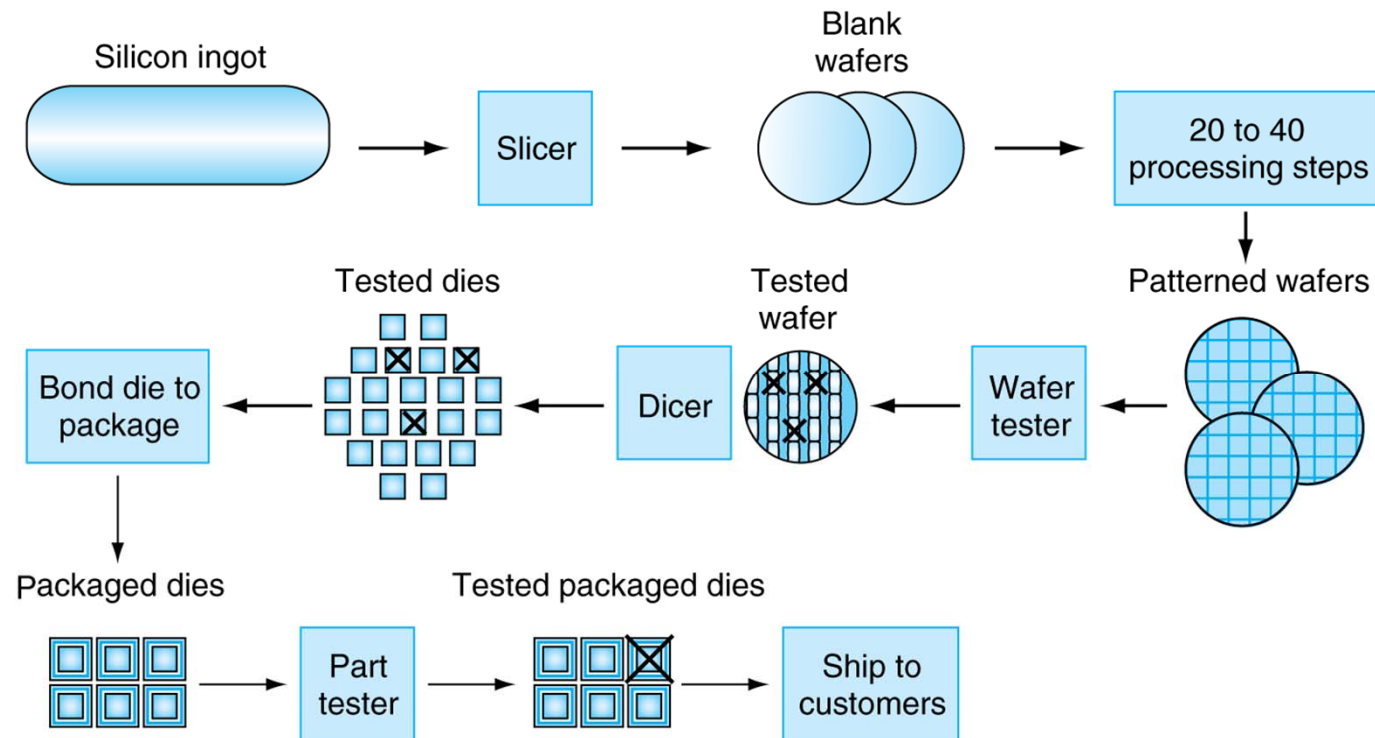 Silicon ingot
Slicer
Blank
wafers
20 to 40
processing steps
Patterned wafers
Wafer
tester
Tested
wafer
Dicer
Tested dies
Bond die to
package
Packaged dies
Part
tester
Tested packaged dies
Ship to
customers